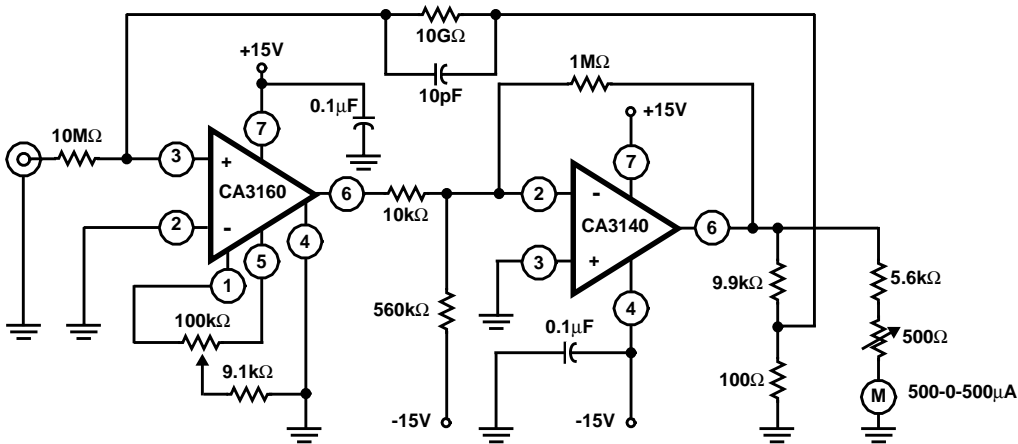 10GΩ
10pF
+15V
0.1μF
1MΩ
+15V
10MΩ
3
+
7
CA3160
6
10kΩ
2
-
7
CA3140
6
2
-
4
5
1
3
+
4
9.9kΩ
5.6kΩ
560kΩ
100kΩ
0.1μF
500Ω
9.1kΩ
100Ω
M
500-0-500μA
-15V
-15V